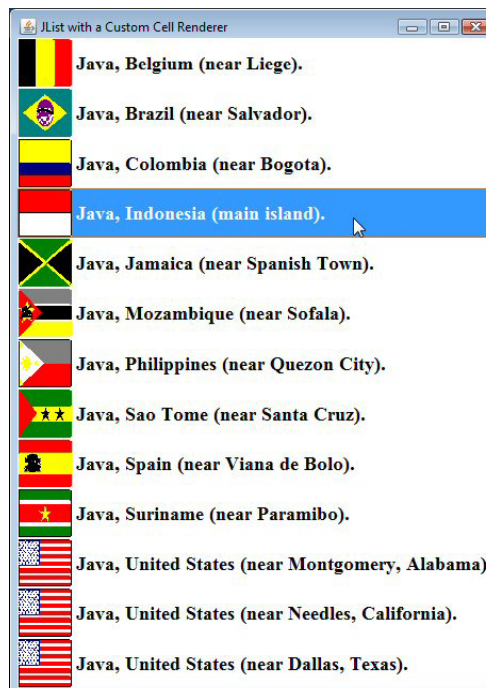 JList with a Custom Cell Renderer
Java, Belgium (near Liege).
Java, Brazil (near Salvador).
Java, Colombia (near Bogota).
Java, Indonesia (main island).
Java, Jamaica (near Spanish Town).
Java, Mozambique (near Sofala).
Java, Philippines (near Quezon City).
Java, Sao Tome (near Santa Cruz).
Java, Spain (near Viana de Bolo).
Java, Suriname (near Paramibo).
Java, United States (near Montgomery, Alabama)
Java, United States (near Needles, California).
Java, United States (near Dallas, Texas).